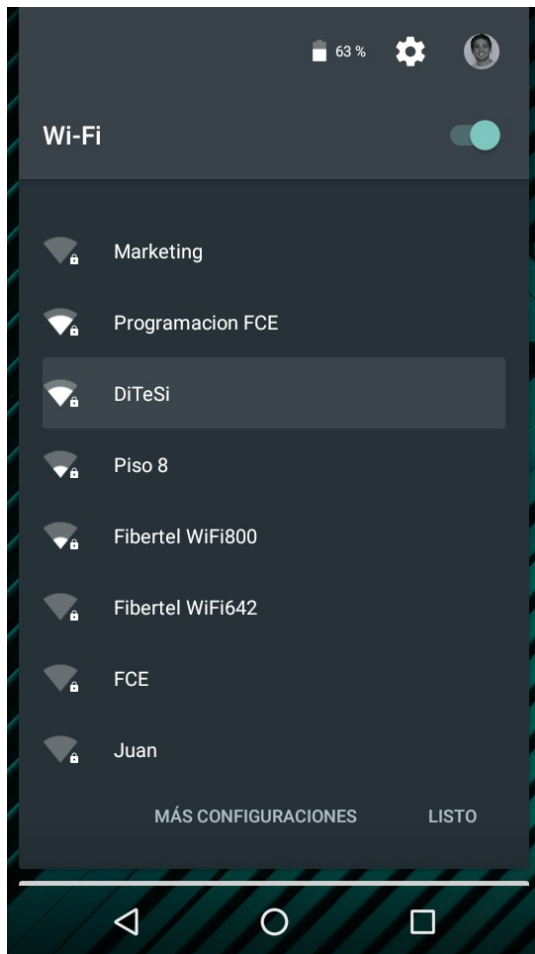 63 %
Wi-Fi
Marketing
Programacion FCE
DiTeSi
Piso 8
Fibertel WiFi800
Fibertel WiFi642
FCE
Juan
MÁS CONFIGURACIONES LISTO